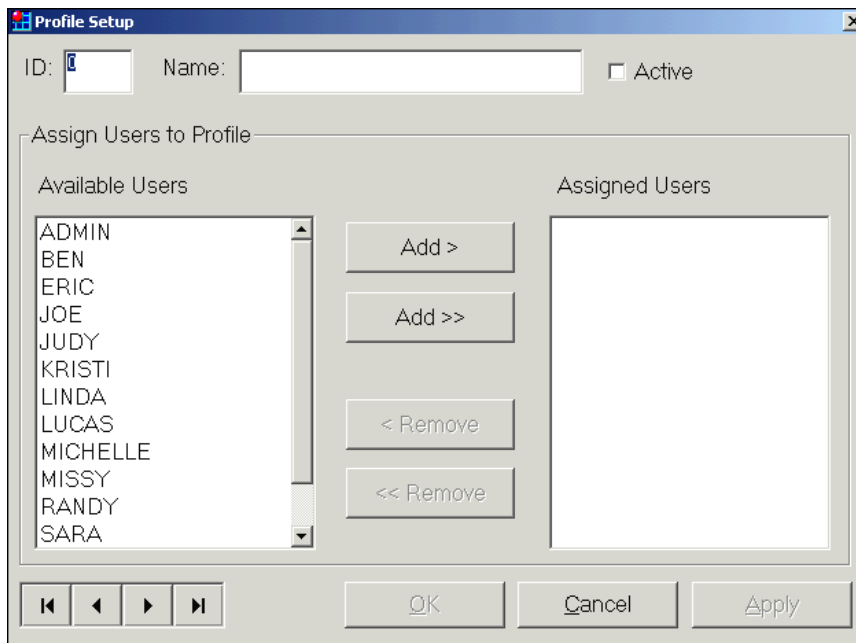 Profile Setup
ID: 0 Name: Active
Assign Users to Profile
Available Users Assigned Users
ADMIN
BEN
ERIC
JOE
JUDY
KRISTI
LINDA
LUCAS
MICHELLE
MISSY
RANDY
SARA
Add >
Add >>
< Remove
<< Remove
OK Cancel Apply